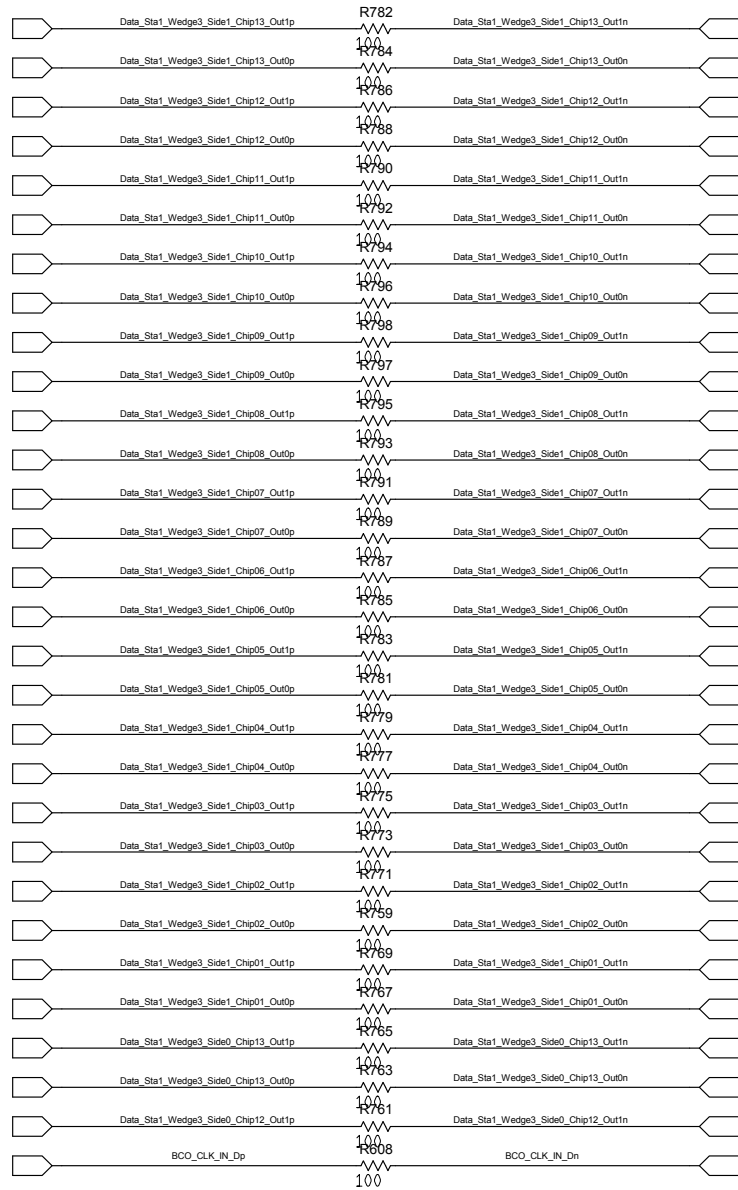 R782
Data_Sta1_Wedge3_Side1_Chip13_Out1p Data_Sta1_Wedge3_Side1_Chip13_Out1n
100
R784
Data_Sta1_Wedge3_Side1_Chip13_Out0p Data_Sta1_Wedge3_Side1_Chip13_Out0n
100
R786
Data_Sta1_Wedge3_Side1_Chip12_Out1p Data_Sta1_Wedge3_Side1_Chip12_Out1n
100
R788
Data_Sta1_Wedge3_Side1_Chip12_Out0p Data_Sta1_Wedge3_Side1_Chip12_Out0n
100
R790
Data_Sta1_Wedge3_Side1_Chip11_Out1p Data_Sta1_Wedge3_Side1_Chip11_Out1n
100
R792
Data_Sta1_Wedge3_Side1_Chip11_Out0p Data_Sta1_Wedge3_Side1_Chip11_Out0n
100
R794
Data_Sta1_Wedge3_Side1_Chip10_Out1p Data_Sta1_Wedge3_Side1_Chip10_Out1n
100
R796
Data_Sta1_Wedge3_Side1_Chip10_Out0p Data_Sta1_Wedge3_Side1_Chip10_Out0n
100
R798
Data_Sta1_Wedge3_Side1_Chip09_Out1p Data_Sta1_Wedge3_Side1_Chip09_Out1n
100
R797
Data_Sta1_Wedge3_Side1_Chip09_Out0p Data_Sta1_Wedge3_Side1_Chip09_Out0n
100
R795
Data_Sta1_Wedge3_Side1_Chip08_Out1p Data_Sta1_Wedge3_Side1_Chip08_Out1n
100
R793
Data_Sta1_Wedge3_Side1_Chip08_Out0p Data_Sta1_Wedge3_Side1_Chip08_Out0n
100
R791
Data_Sta1_Wedge3_Side1_Chip07_Out1p Data_Sta1_Wedge3_Side1_Chip07_Out1n
100
R789
Data_Sta1_Wedge3_Side1_Chip07_Out0p Data_Sta1_Wedge3_Side1_Chip07_Out0n
100
R787
Data_Sta1_Wedge3_Side1_Chip06_Out1p Data_Sta1_Wedge3_Side1_Chip06_Out1n
100
R785
Data_Sta1_Wedge3_Side1_Chip06_Out0p Data_Sta1_Wedge3_Side1_Chip06_Out0n
100
R783
Data_Sta1_Wedge3_Side1_Chip05_Out1p Data_Sta1_Wedge3_Side1_Chip05_Out1n
100
R781
Data_Sta1_Wedge3_Side1_Chip05_Out0p Data_Sta1_Wedge3_Side1_Chip05_Out0n
100
R779
Data_Sta1_Wedge3_Side1_Chip04_Out1p Data_Sta1_Wedge3_Side1_Chip04_Out1n
100
R777
Data_Sta1_Wedge3_Side1_Chip04_Out0p Data_Sta1_Wedge3_Side1_Chip04_Out0n
100
R775
Data_Sta1_Wedge3_Side1_Chip03_Out1p Data_Sta1_Wedge3_Side1_Chip03_Out1n
100
R773
Data_Sta1_Wedge3_Side1_Chip03_Out0p Data_Sta1_Wedge3_Side1_Chip03_Out0n
100
R771
Data_Sta1_Wedge3_Side1_Chip02_Out1p Data_Sta1_Wedge3_Side1_Chip02_Out1n
100
R759
Data_Sta1_Wedge3_Side1_Chip02_Out0p Data_Sta1_Wedge3_Side1_Chip02_Out0n
100
R769
Data_Sta1_Wedge3_Side1_Chip01_Out1p Data_Sta1_Wedge3_Side1_Chip01_Out1n
100
R767
Data_Sta1_Wedge3_Side1_Chip01_Out0p Data_Sta1_Wedge3_Side1_Chip01_Out0n
100
R765
Data_Sta1_Wedge3_Side0_Chip13_Out1p Data_Sta1_Wedge3_Side0_Chip13_Out1n
100
R763
Data_Sta1_Wedge3_Side0_Chip13_Out0p Data_Sta1_Wedge3_Side0_Chip13_Out0n
100
R761
Data_Sta1_Wedge3_Side0_Chip12_Out1p Data_Sta1_Wedge3_Side0_Chip12_Out1n
100
R608
BCO_CLK_IN_Dp BCO_CLK_IN_Dn
100